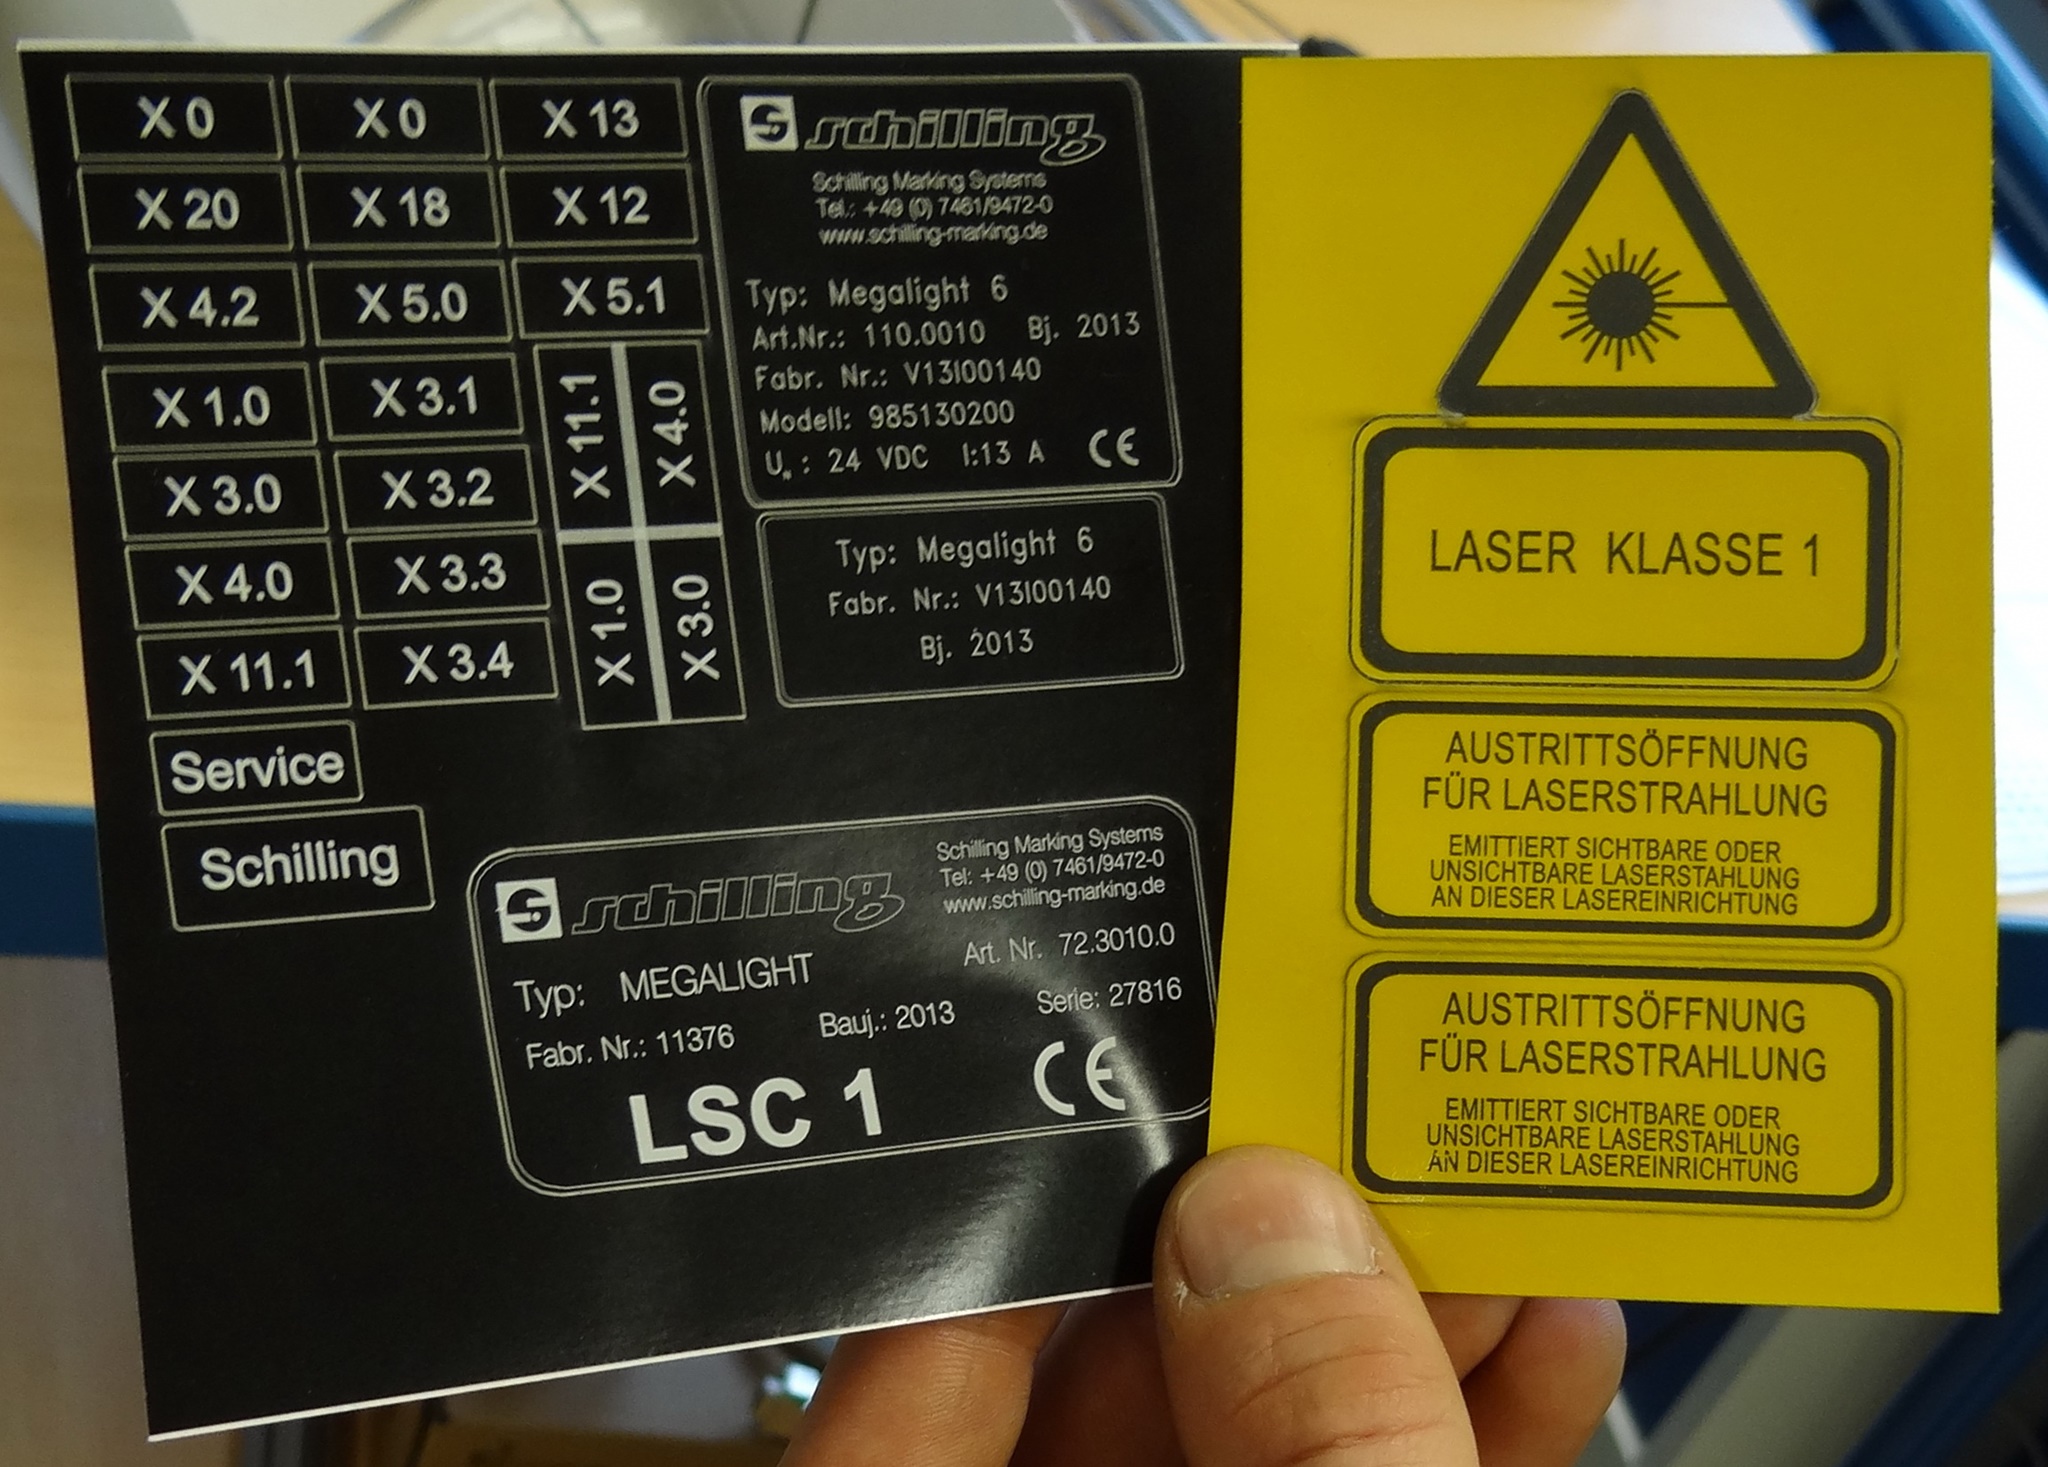 X 0
X 0
X 13
X 20
X 18
X 12
X 4.2
X 5.0
X 5.1
X 1.0
X 3.1
X 3.0
X 3.2
X 4.0
X 3.3
X 11.1
X 3.4
X 11.1
X 4.0
X 1.0
X 3.0
Service
Schilling
S schilling
Schilling Marking Systems
Tel.: +49 (0) 7461/9472-0
www.schilling-marking.de
Typ: Megalight 6
Art.Nr.: 110.0010 Bj. 2013
Fabr. Nr.: V13I00140
Modell: 985130200
U~: 24 VDC I:13 A CE
Typ: Megalight 6
Fabr. Nr.: V13I00140
Bj. 2013
S schilling
Schilling Marking Systems
Tel: +49 (0) 7461/9472-0
www.schilling-marking.de
Typ: MEGALIGHT Art. Nr. 72.3010.0
Fabr. Nr.: 11376 Bauj.: 2013 Serie: 27816
LSC 1 CE
LASER KLASSE 1
AUSTRITTSÖFFNUNG
FÜR LASERSTRAHLUNG
EMITTIERT SICHTBARE ODER
UNSICHTBARE LASERSTAHLUNG
AN DIESER LASEREINRICHTUNG
AUSTRITTSÖFFNUNG
FÜR LASERSTRAHLUNG
EMITTIERT SICHTBARE ODER
UNSICHTBARE LASERSTAHLUNG
AN DIESER LASEREINRICHTUNG